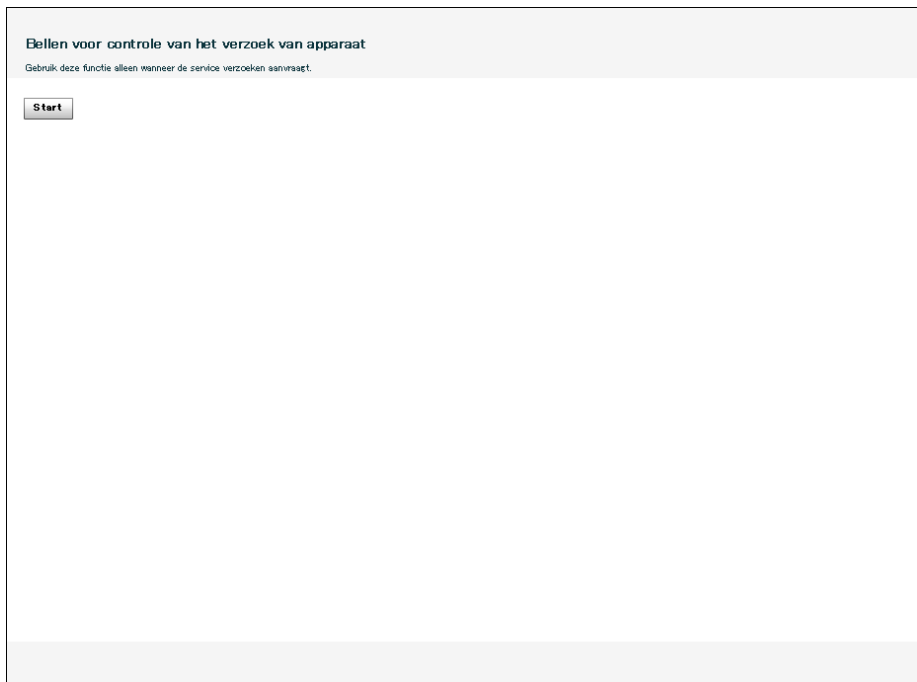 Bellen voor controle van het verzoek van apparaat
Gebruik deze functie alleen wanneer de service verzoeken aanvraagt.
Start